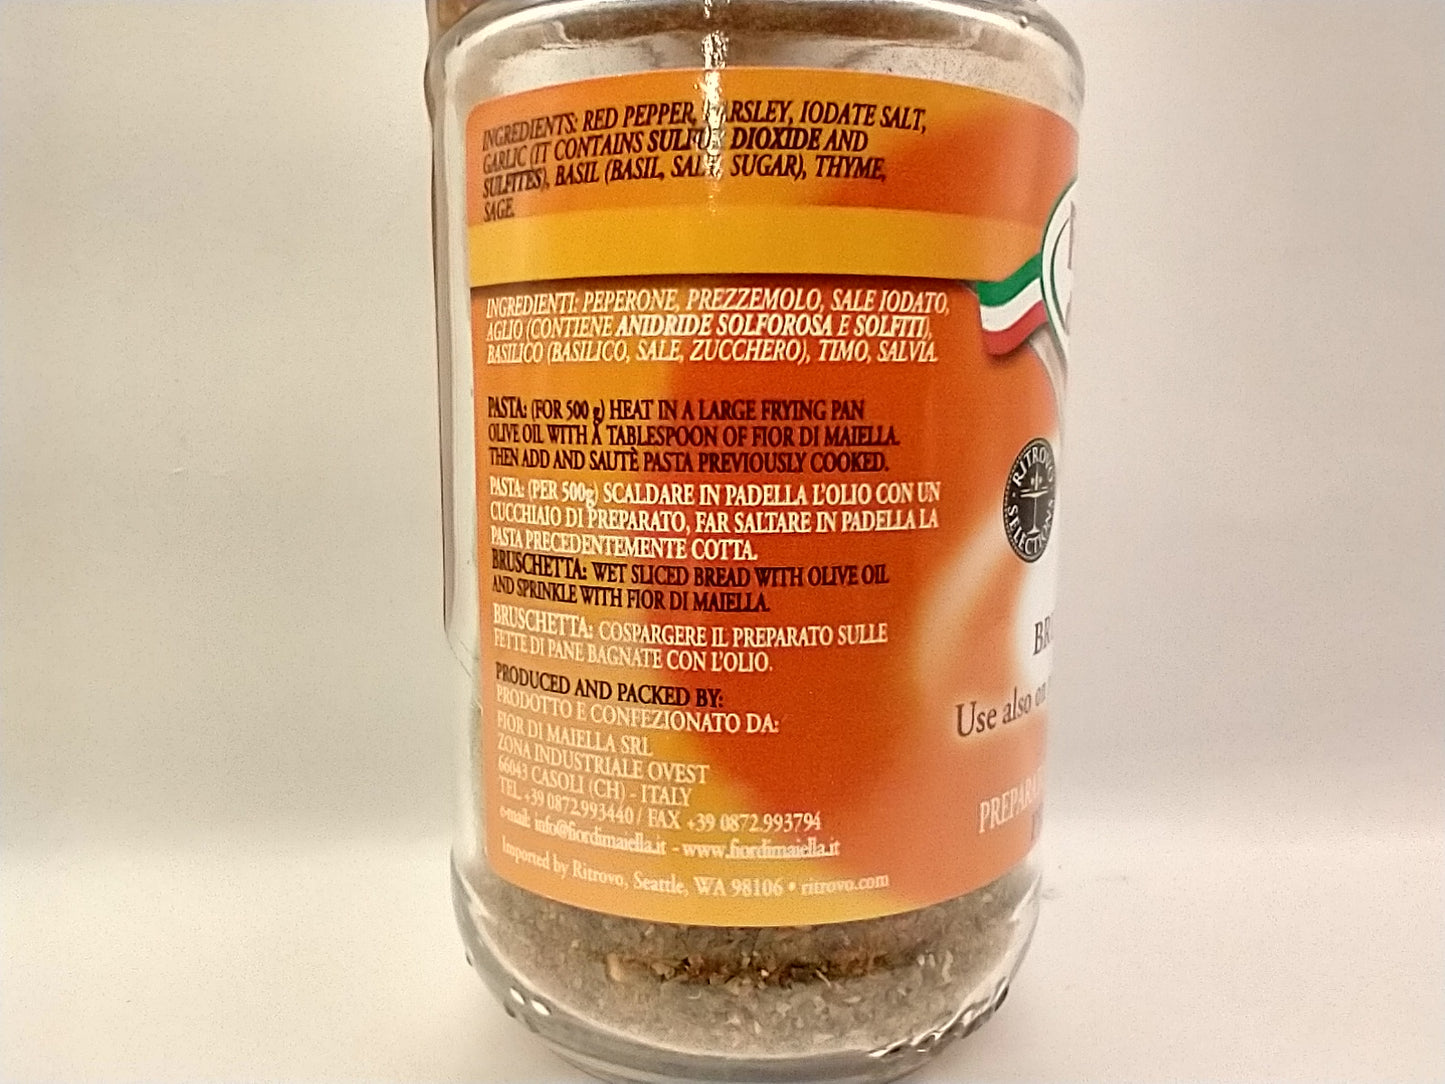 INGREDIENTS: RED PEPPER, PARSLEY, IODATE SALT,
GARLIC (IT CONTAINS SULFUR DIOXIDE AND
SULFITES), BASIL (BASIL, SALT, SUGAR), THYME,
SAGE.
INGREDIENTI: PEPERONE, PREZZEMOLO, SALE IODATO,
AGLIO (CONTIENE ANIDRIDE SOLFOROSA E SOLFITI),
BASILICO (BASILICO, SALE, ZUCCHERO), TIMO, SALVIA.
PASTA: (FOR 500 g) HEAT IN A LARGE FRYING PAN
OLIVE OIL WITH A TABLESPOON OF FIOR DI MAIELLA.
THEN ADD AND SAUTÈ PASTA PREVIOUSLY COOKED.
PASTA: (PER 500g) SCALDARE IN PADELLA L'OLIO CON UN
CUCCHIAIO DI PREPARATO, FAR SALTARE IN PADELLA LA
PASTA PRECEDENTEMENTE COTTA.
BRUSCHETTA: WET SLICED BREAD WITH OLIVE OIL
AND SPRINKLE WITH FIOR DI MAIELLA.
BRUSCHETTA: COSPARGERE IL PREPARATO SULLE
FETTE DI PANE BAGNATE CON L'OLIO.
PRODUCED AND PACKED BY:
PRODOTTO E CONFEZIONATO DA:
FIOR DI MAIELLA SRL
ZONA INDUSTRIALE OVEST
66043 CASOLI (CH) - ITALY
TEL +39 0872.993440 / FAX +39 0872.993794
e-mail: info@fiordimaiella.it - www.fiordimaiella.it
Imported by Ritrovo, Seattle, WA 98106 • ritrovo.com
RITROVO
SELECTIONS
Use also on